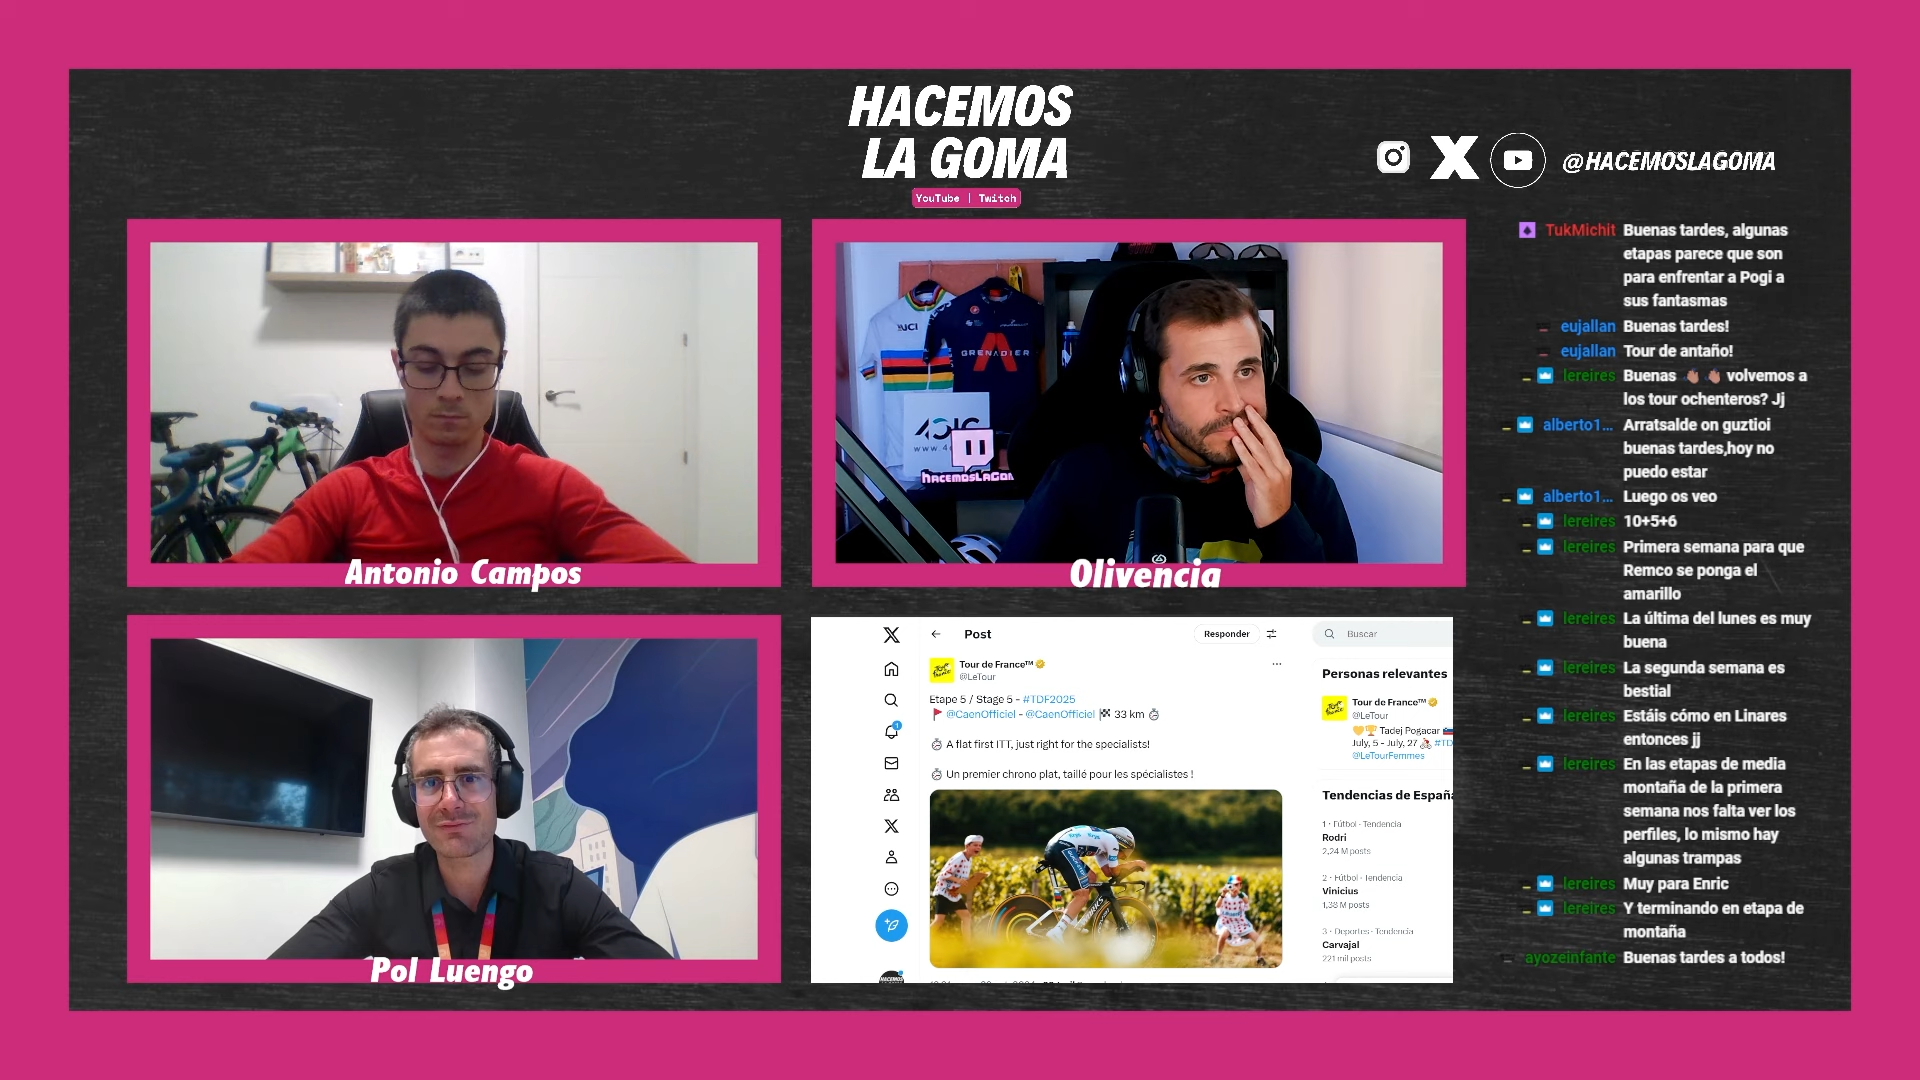 HACEMOS
LA GOMA
YouTube | Twitch
@HACEMOSLAGOMA
UCI
GRENADIER
HACEMOSLAGOMA
Antonio Campos
Olivencia
Pol Luengo
Post
Responder
Buscar
Tour de France™
@LeTour
Etape 5 / Stage 5 - #TDF2025
@CaenOfficiel - @CaenOfficiel 33 km
A flat first ITT, just right for the specialists!
Un premier chrono plat, taillé pour les spécialistes !
Personas relevantes
Tour de France™
@LeTour
Tadej Pogacar
July, 5 - July, 27 #TD
@LeTourFemmes
Tendencias de España
1 · Fútbol · Tendencia
Rodri
2,24 M posts
2 · Fútbol · Tendencia
Vinicius
1,38 M posts
3 · Deportes · Tendencia
Carvajal
221 mil posts
TukMichit Buenas tardes, algunas
etapas parece que son
para enfrentar a Pogi a
sus fantasmas
eujallan Buenas tardes!
eujallan Tour de antaño!
lereires Buenas volvemos a
los tour ochenteros? Jj
alberto1... Arratsalde on guztioi
buenas tardes,hoy no
puedo estar
alberto1... Luego os veo
lereires 10+5+6
lereires Primera semana para que
Remco se ponga el
amarillo
lereires La última del lunes es muy
buena
lereires La segunda semana es
bestial
lereires Estáis cómo en Linares
entonces jj
lereires En las etapas de media
montaña de la primera
semana nos falta ver los
perfiles, lo mismo hay
algunas trampas
lereires Muy para Enric
lereires Y terminando en etapa de
montaña
ayozeinfante Buenas tardes a todos!